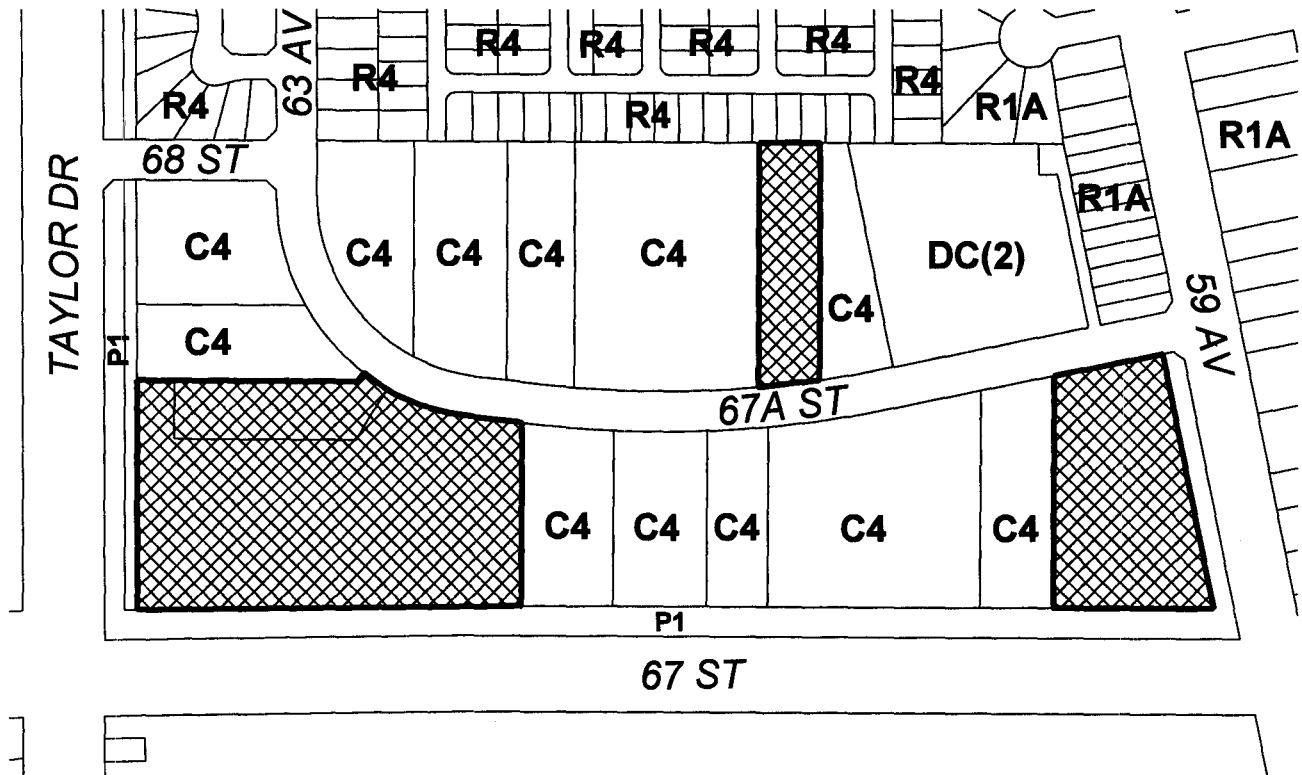 R4
R4
R4
R4
63 AV
R4
R4
R4
R1A
R4
R1A
68 ST
TAYLOR DR
R1A
C4
C4
C4
C4
C4
DC(2)
C4
59 AV
C4
P1
67A ST
C4
C4
C4
C4
C4
P1
67 ST